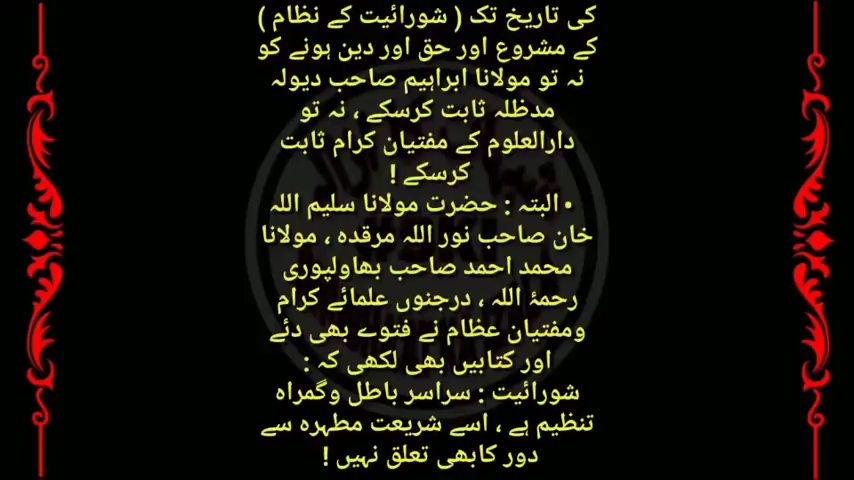 کی تاریخ تک ( شورائیت کے نظام )
کے مشروع اور حق اور دین ہونے کو
نہ تو مولانا ابراہیم صاحب دیولہ
مدظلہ ثابت کرسکے ، نہ تو
دارالعلوم کے مفتیان کرام ثابت
کرسکے !
• البتہ : حضرت مولانا سلیم اللہ
خان صاحب نور اللہ مرقدہ ، مولانا
محمد احمد صاحب بھاولپوری
رحمۂ اللہ ، درجنوں علمائے کرام
ومفتیان عظام نے فتوے بھی دئے
اور کتابیں بھی لکھی کہ :
شورائیت : سراسر باطل وگمراہ
تنظیم ہے ، اسے شریعت مطہرہ سے
دور کابھی تعلق نہیں !